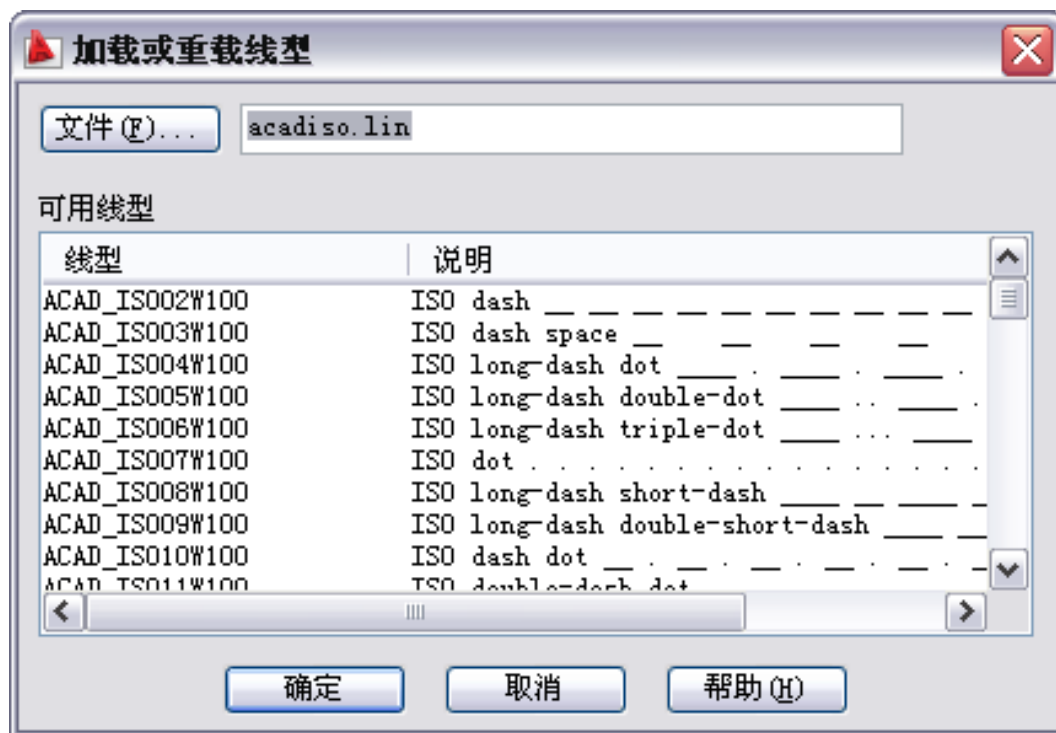 加载或重载线型
文件(F)... acadiso.lin
可用线型
线型 说明
ACAD_ISO02W100 ISO dash __ __ __ __ __ __ __ __ __ __
ACAD_ISO03W100 ISO dash space __ __ __ __
ACAD_ISO04W100 ISO long-dash dot ____ . ____ . ____ .
ACAD_ISO05W100 ISO long-dash double-dot ____ .. ____ .
ACAD_ISO06W100 ISO long-dash triple-dot ____ ... ____
ACAD_ISO07W100 ISO dot . . . . . . . . . . . . . . . .
ACAD_ISO08W100 ISO long-dash short-dash ____ __ ____ _
ACAD_ISO09W100 ISO long-dash double-short-dash ____ __
ACAD_ISO10W100 ISO dash dot __ . __ . __ . __ . __ . _
ACAD_ISO11W100 ISO double-dash dot
确定 取消 帮助(H)